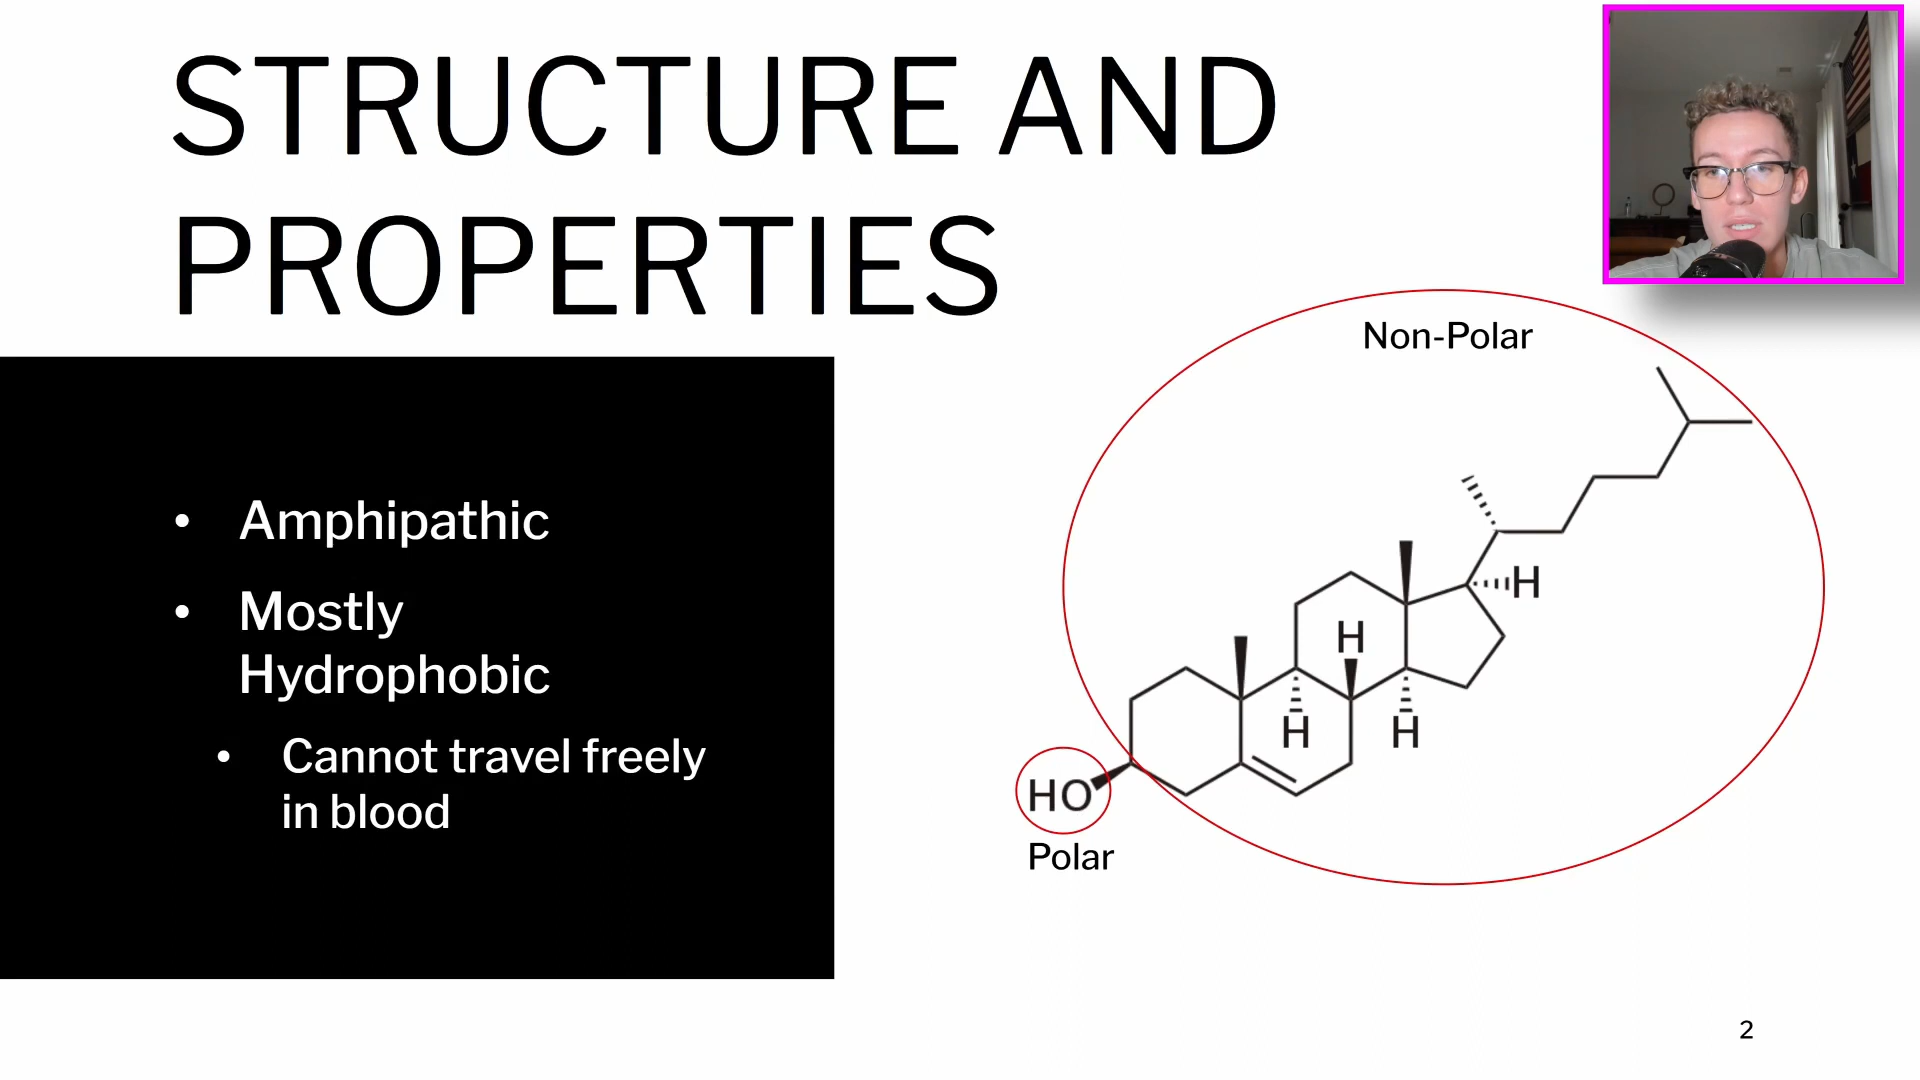 STRUCTURE AND
PROPERTIES
• Amphipathic
• Mostly
Hydrophobic
• Cannot travel freely
in blood
Non-Polar
H
H
H
H
HO
Polar
2